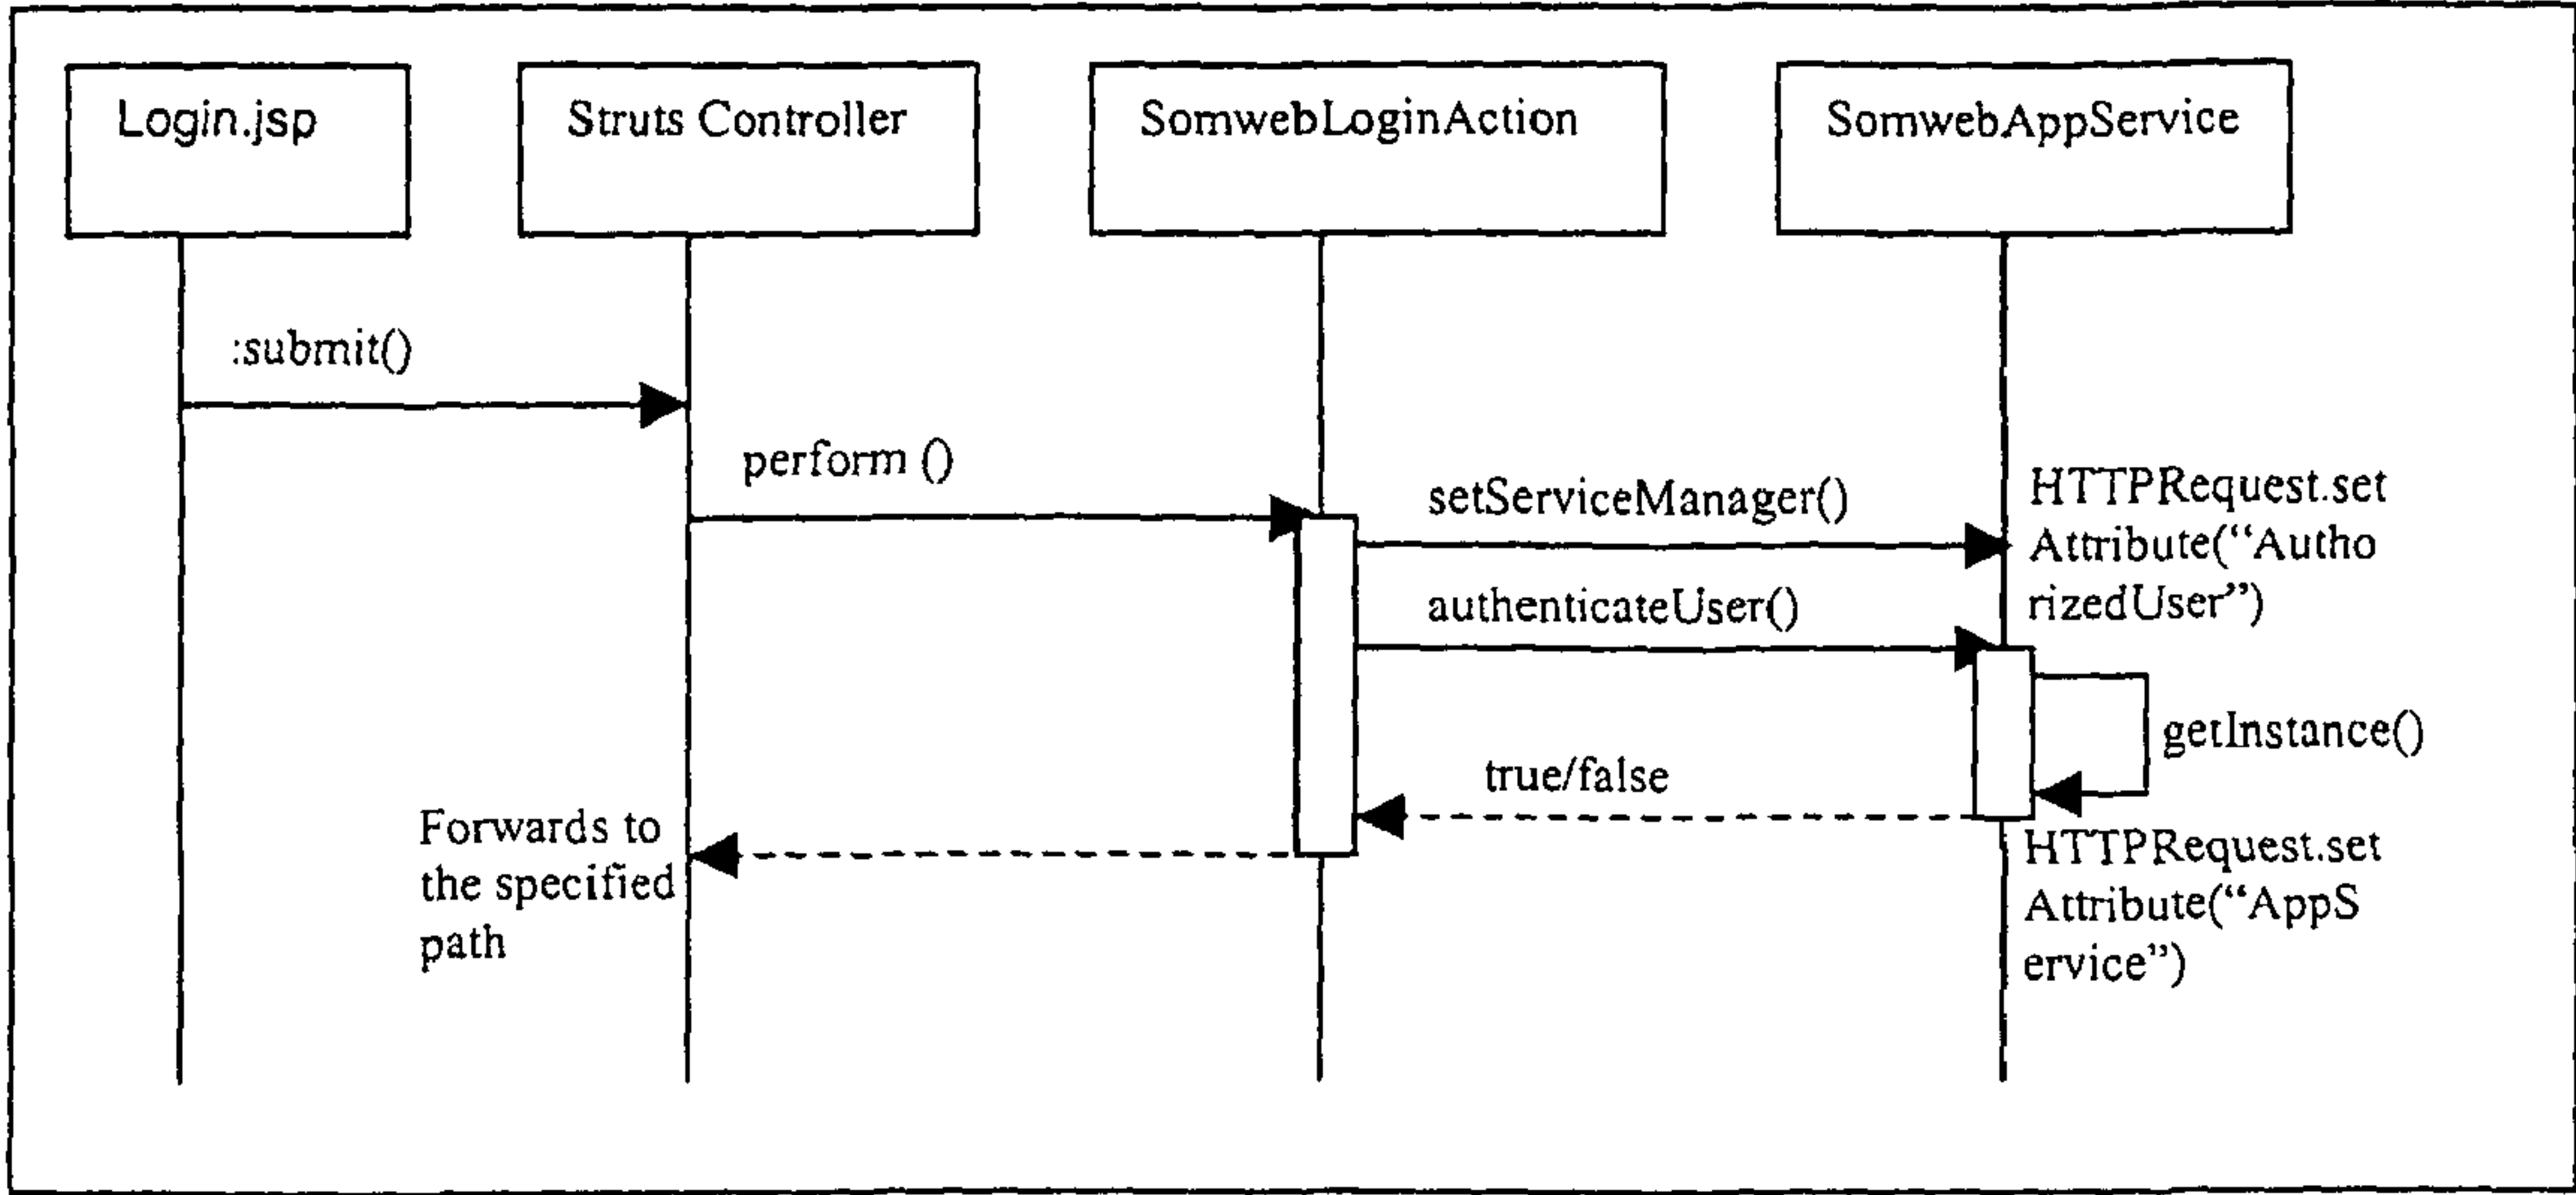 Login.jsp
Struts Controller
SomwebLoginAction
SomwebAppService
:submit()
perform ()
setServiceManager()
HTTPRequest.set
Attribute(“Autho
rizedUser”)
authenticateUser()
getInstance()
true/false
Forwards to
the specified
path
HTTPRequest.set
Attribute(“AppS
ervice”)